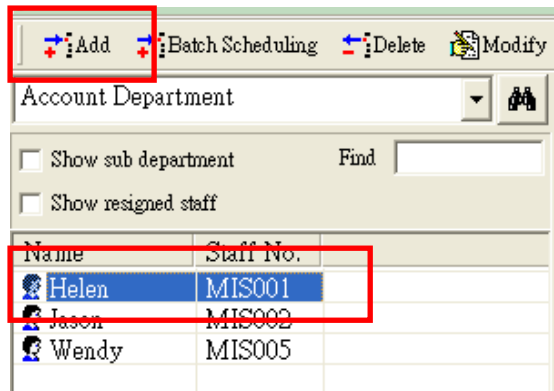 Add Batch Scheduling Delete Modify
Account Department
Show sub department Find
Show resigned staff
Name Staff No.
Helen MIS001
Jason MIS002
Wendy MIS005